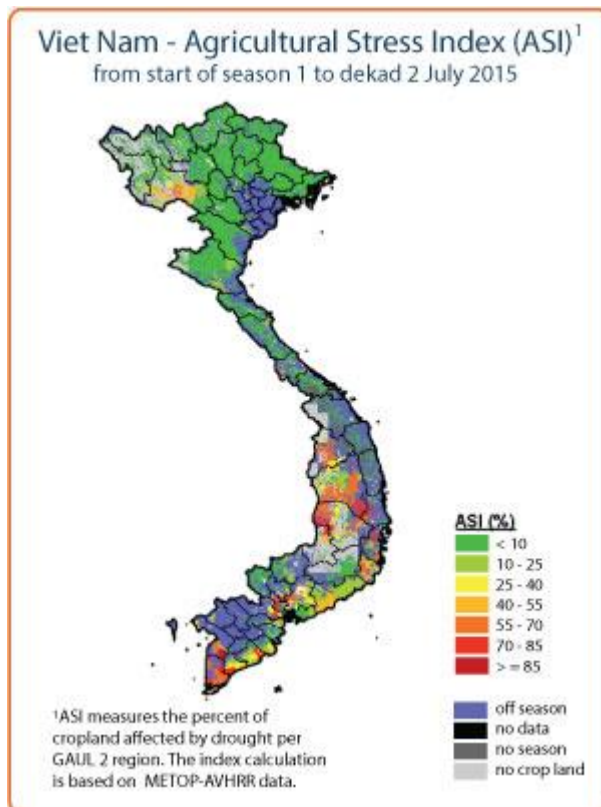 Viet Nam - Agricultural Stress Index (ASI)¹
from start of season 1 to dekad 2 July 2015
ASI (%)
< 10
10 - 25
25 - 40
40 - 55
55 - 70
70 - 85
> = 85
off season
no data
no season
no crop land
¹ASI measures the percent of
cropland affected by drought per
GAUL 2 region. The index calculation
is based on METOP-AVHRR data.